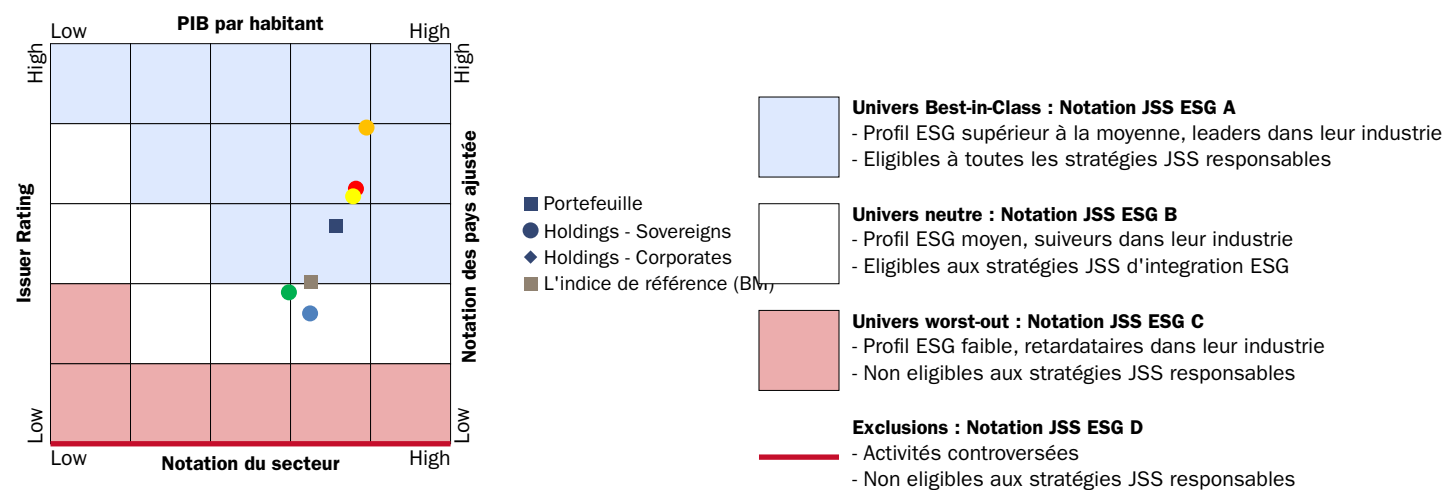 PIB par habitant
Low
High
High
High
Issuer Rating
Notation des pays ajustée
Low
Low
Low
High
Notation du secteur
Portefeuille
Holdings - Sovereigns
Holdings - Corporates
L'indice de référence (BM)
Univers Best-in-Class : Notation JSS ESG A
- Profil ESG supérieur à la moyenne, leaders dans leur industrie
- Eligibles à toutes les stratégies JSS responsables
Univers neutre : Notation JSS ESG B
- Profil ESG moyen, suiveurs dans leur industrie
- Eligibles aux stratégies JSS d'integration ESG
Univers worst-out : Notation JSS ESG C
- Profil ESG faible, retardataires dans leur industrie
- Non eligibles aux stratégies JSS responsables
Exclusions : Notation JSS ESG D
- Activités controversées
- Non eligibles aux stratégies JSS responsables